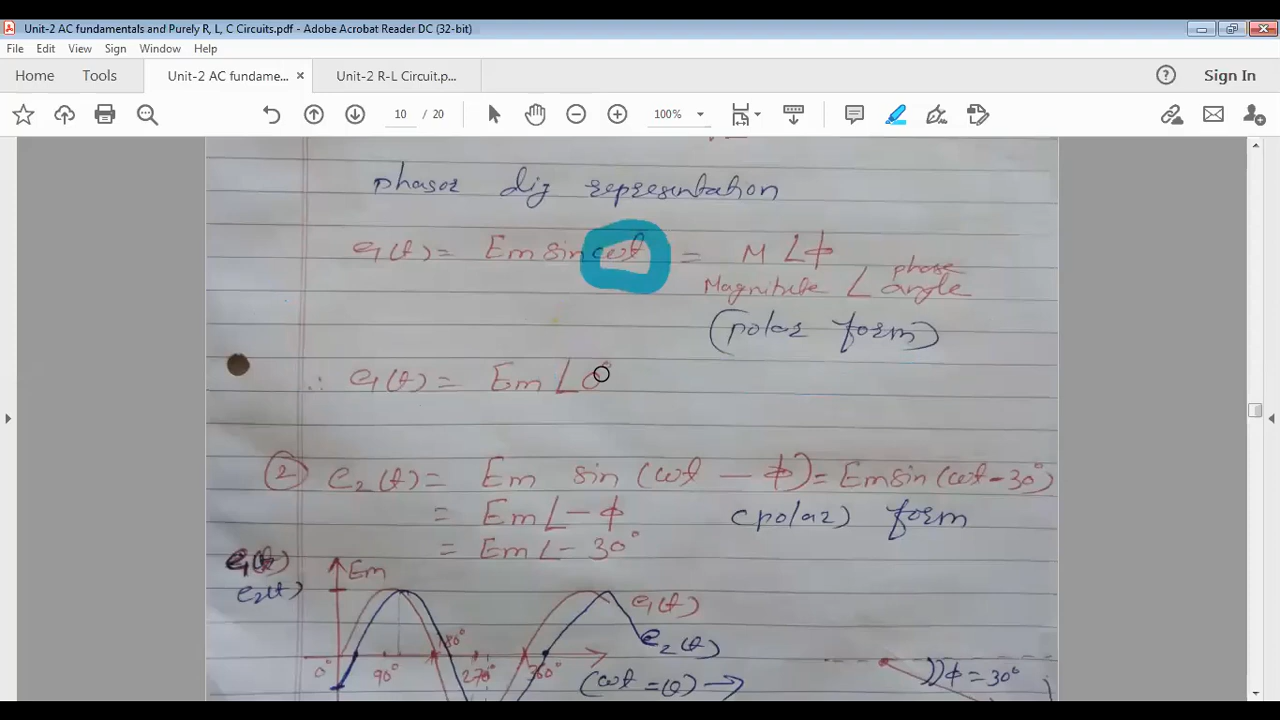 Unit-2 AC fundamentals and Purely R, L, C Circuits.pdf - Adobe Acrobat Reader DC (32-bit)
File Edit View Sign Window Help
Home Tools Unit-2 AC fundame... × Unit-2 R-L Circuit.p... Sign In
10 / 20 100%
phasor dig representation
e₁(t) = Em sin ωt = M ∠ϕ
Magnitude ∠ phase angle
(polar form)
∴ e₁(t) = Em ∠0°
② e₂(t) = Em sin (ωt − ϕ) = Em sin (ωt − 30°)
= Em ∠−ϕ (polar) form
= Em ∠−30°
e₁(t) Em
e₂(t)
e₁(t)
e₂(t)
0° 90° 180° 270° 360°
(ωt = θ) →
ϕ = 30°